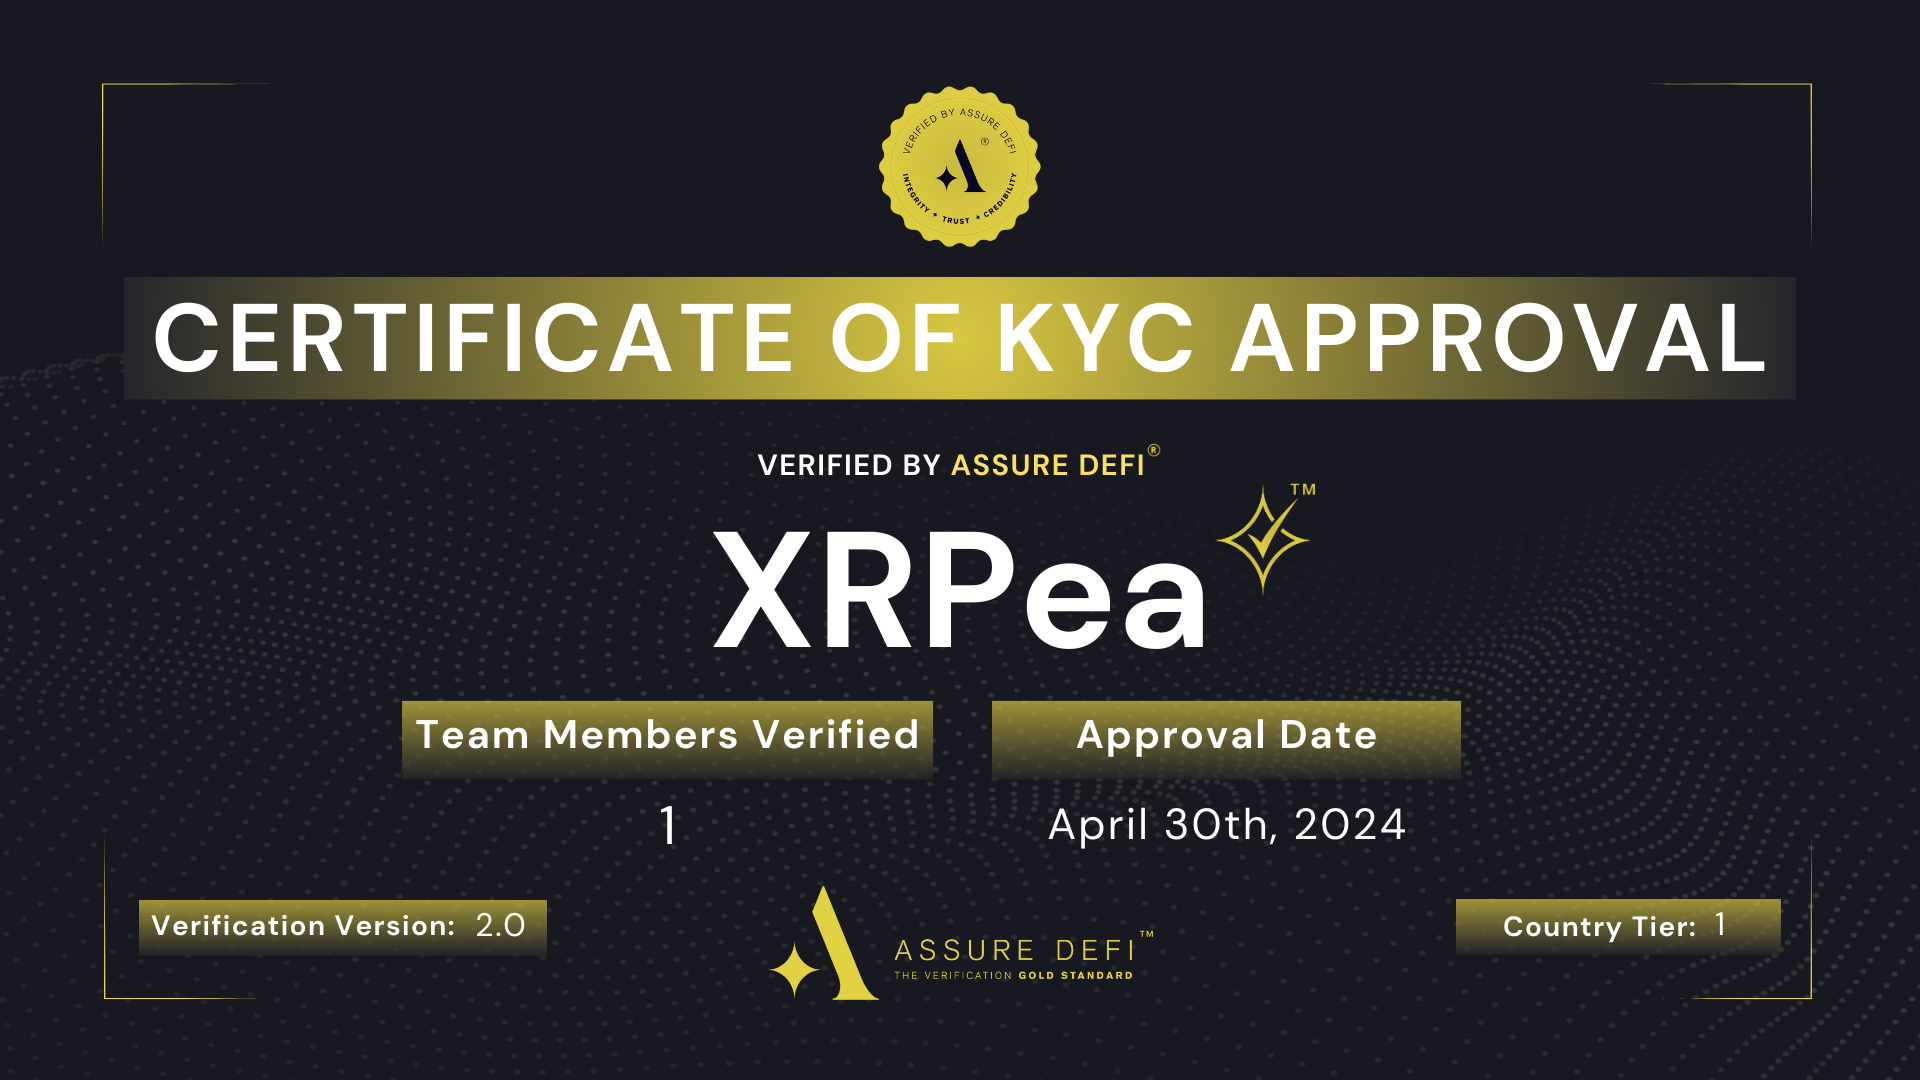 VERIFIED BY ASSURE DEFI
A®
INTEGRITY ✦ TRUST ✦ CREDIBILITY
CERTIFICATE OF KYC APPROVAL
VERIFIED BY ASSURE DEFI®
XRPea
TM
Team Members Verified
Approval Date
1
April 30th, 2024
Verification Version: 2.0
Country Tier: 1
ASSURE DEFI™
THE VERIFICATION GOLD STANDARD